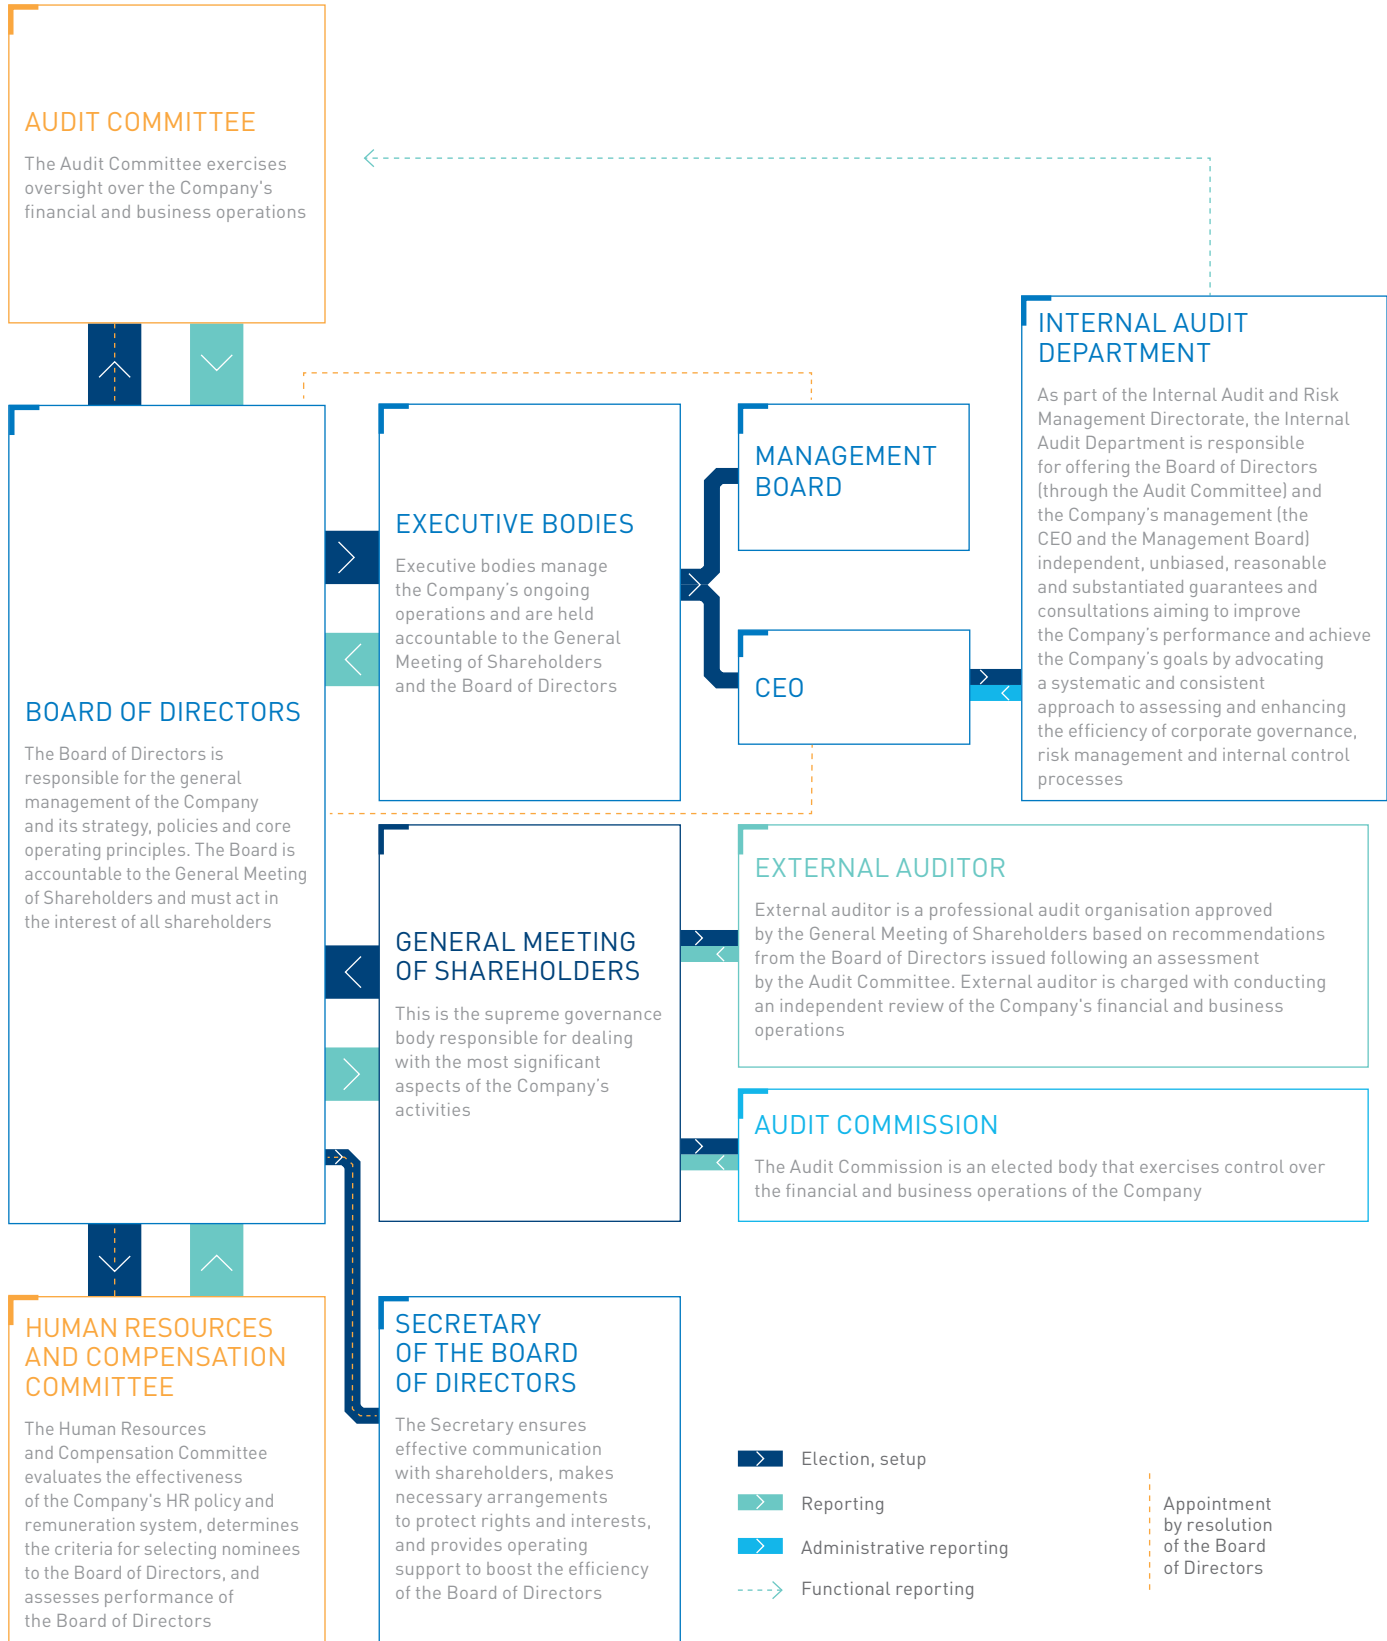 AUDIT COMMITTEE
The Audit Committee exercises
oversight over the Company's
financial and business operations
INTERNAL AUDIT
DEPARTMENT
As part of the Internal Audit and Risk
Management Directorate, the Internal
Audit Department is responsible
for offering the Board of Directors
(through the Audit Committee) and
the Company's management (the
CEO and the Management Board)
independent, unbiased, reasonable
and substantiated guarantees and
consultations aiming to improve
the Company's performance and achieve
the Company's goals by advocating
a systematic and consistent
approach to assessing and enhancing
the efficiency of corporate governance,
risk management and internal control
processes
MANAGEMENT
BOARD
EXECUTIVE BODIES
Executive bodies manage
the Company's ongoing
operations and are held
accountable to the General
Meeting of Shareholders
and the Board of Directors
CEO
BOARD OF DIRECTORS
The Board of Directors is
responsible for the general
management of the Company
and its strategy, policies and core
operating principles. The Board is
accountable to the General Meeting
of Shareholders and must act in
the interest of all shareholders
GENERAL MEETING
OF SHAREHOLDERS
This is the supreme governance
body responsible for dealing
with the most significant
aspects of the Company's
activities
EXTERNAL AUDITOR
External auditor is a professional audit organisation approved
by the General Meeting of Shareholders based on recommendations
from the Board of Directors issued following an assessment
by the Audit Committee. External auditor is charged with conducting
an independent review of the Company's financial and business
operations
AUDIT COMMISSION
The Audit Commission is an elected body that exercises control over
the financial and business operations of the Company
HUMAN RESOURCES
AND COMPENSATION
COMMITTEE
The Human Resources
and Compensation Committee
evaluates the effectiveness
of the Company's HR policy and
remuneration system, determines
the criteria for selecting nominees
to the Board of Directors, and
assesses performance of
the Board of Directors
SECRETARY
OF THE BOARD
OF DIRECTORS
The Secretary ensures
effective communication
with shareholders, makes
necessary arrangements
to protect rights and interests,
and provides operating
support to boost the efficiency
of the Board of Directors
Election, setup
Reporting
Administrative reporting
Functional reporting
Appointment
by resolution
of the Board
of Directors